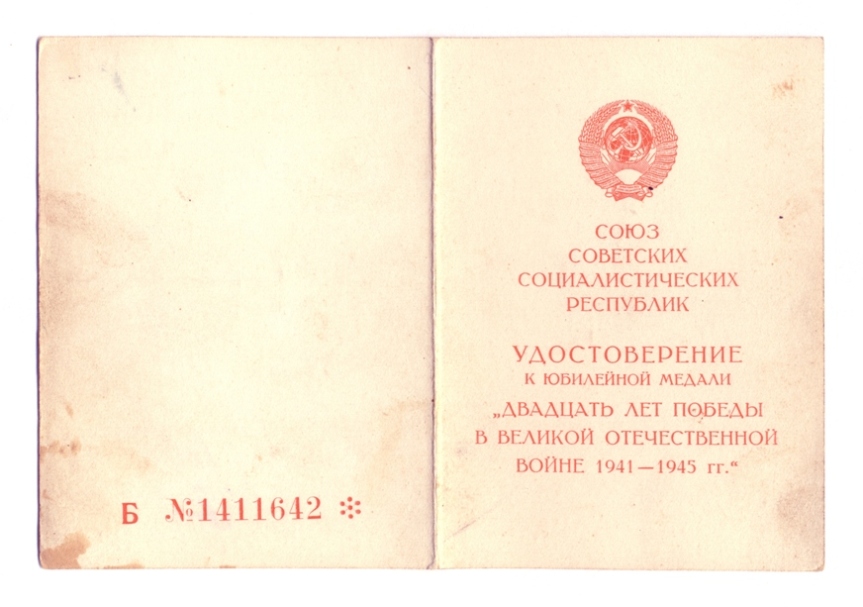 Б №1411642
СОЮЗ
СОВЕТСКИХ
СОЦИАЛИСТИЧЕСКИХ
РЕСПУБЛИК
УДОСТОВЕРЕНИЕ
К ЮБИЛЕЙНОЙ МЕДАЛИ
„ДВАДЦАТЬ ЛЕТ ПОБЕДЫ
В ВЕЛИКОЙ ОТЕЧЕСТВЕННОЙ
ВОЙНЕ 1941—1945 гг.“